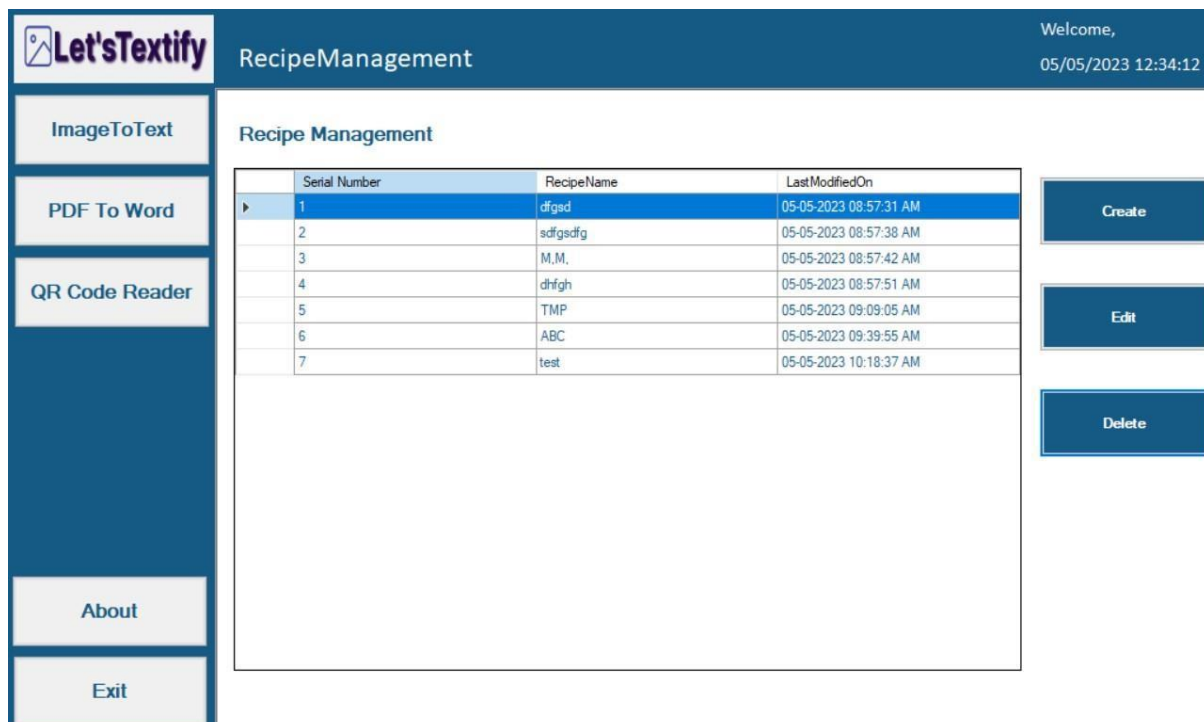 Let'sTextify
RecipeManagement
Welcome,
05/05/2023 12:34:12
ImageToText
PDF To Word
QR Code Reader
About
Exit
Recipe Management
Serial Number RecipeName LastModifiedOn
1 dfgsd 05-05-2023 08:57:31 AM
2 sdfgsdfg 05-05-2023 08:57:38 AM
3 M,M, 05-05-2023 08:57:42 AM
4 dhfgh 05-05-2023 08:57:51 AM
5 TMP 05-05-2023 09:09:05 AM
6 ABC 05-05-2023 09:39:55 AM
7 test 05-05-2023 10:18:37 AM
Create
Edit
Delete